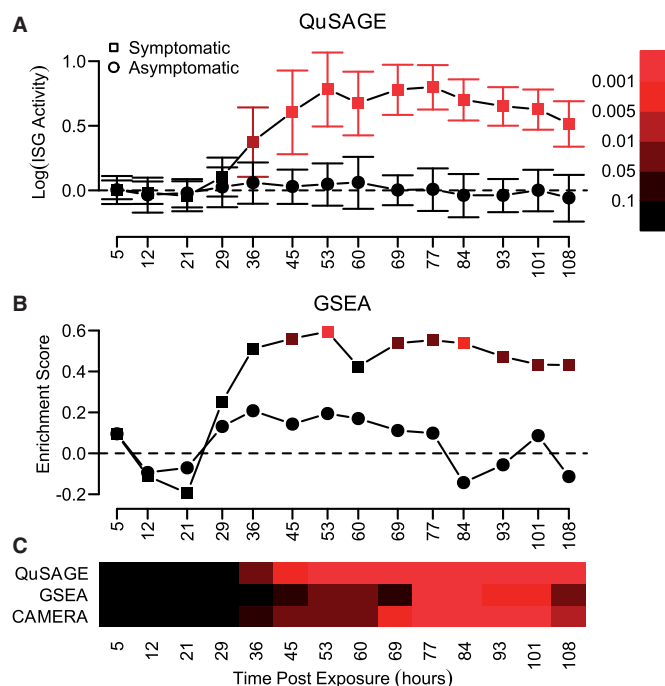 A
QuSAGE
Symptomatic
Asymptomatic
Log(ISG Activity)
1.0
0.5
0.0
5 12 21 29 36 45 53 60 69 77 84 93 101 108
0.001
0.005
0.01
0.05
0.1
B
GSEA
Enrichment Score
0.6
0.4
0.2
0.0
-0.2
5 12 21 29 36 45 53 60 69 77 84 93 101 108
C
QuSAGE
GSEA
CAMERA
5 12 21 29 36 45 53 60 69 77 84 93 101 108
Time Post Exposure (hours)